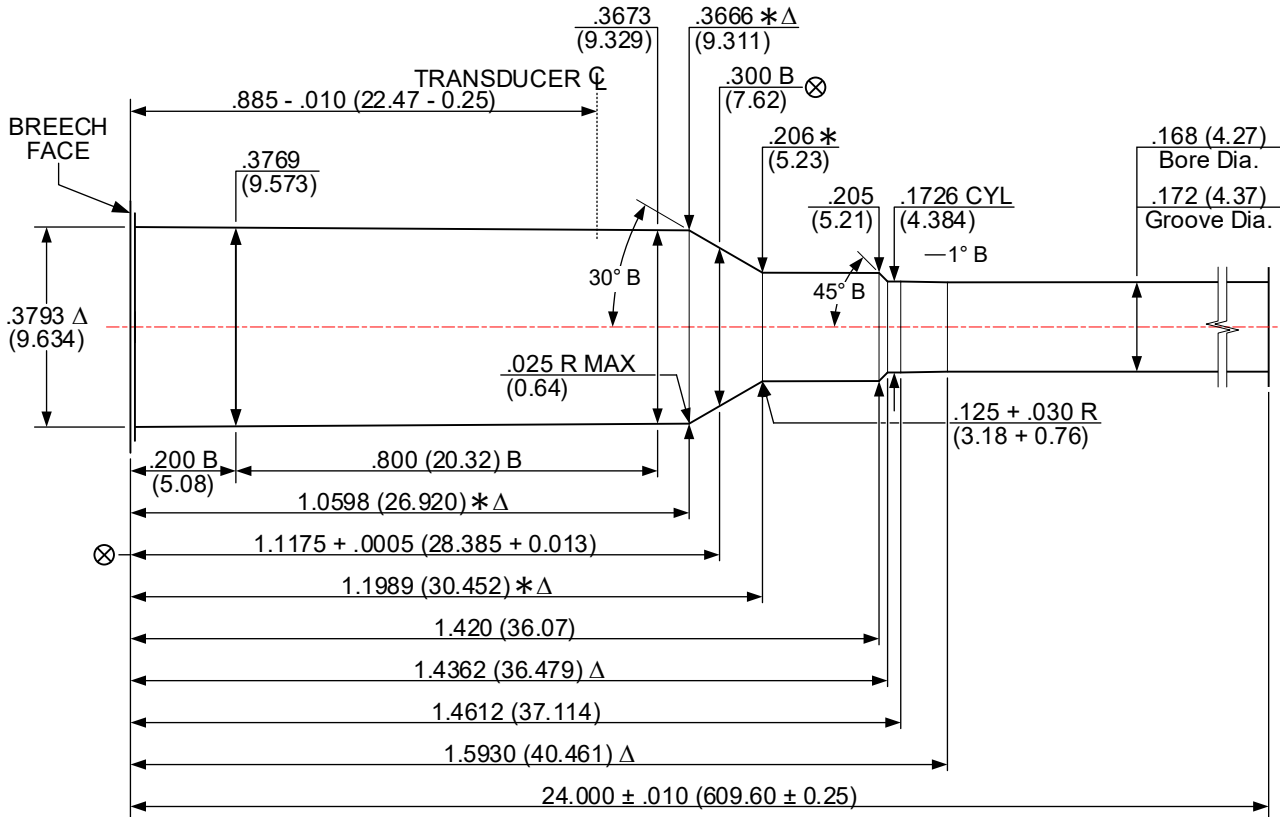 .3673
(9.329)
.3666 ∗ Δ
(9.311)
TRANSDUCER ℄
.300 B ⊗
(7.62)
.885 - .010 (22.47 - 0.25)
BREECH
FACE
.3769
(9.573)
.206 ∗
(5.23)
.168 (4.27)
Bore Dia.
.205
(5.21)
.1726 CYL
(4.384)
.172 (4.37)
Groove Dia.
30° B
45° B
—1° B
.3793 Δ
(9.634)
.025 R MAX
(0.64)
.125 + .030 R
(3.18 + 0.76)
.200 B
(5.08)
.800 (20.32) B
1.0598 (26.920) ∗ Δ
⊗ 1.1175 + .0005 (28.385 + 0.013)
1.1989 (30.452) ∗ Δ
1.420 (36.07)
1.4362 (36.479) Δ
1.4612 (37.114)
1.5930 (40.461) Δ
24.000 ± .010 (609.60 ± 0.25)